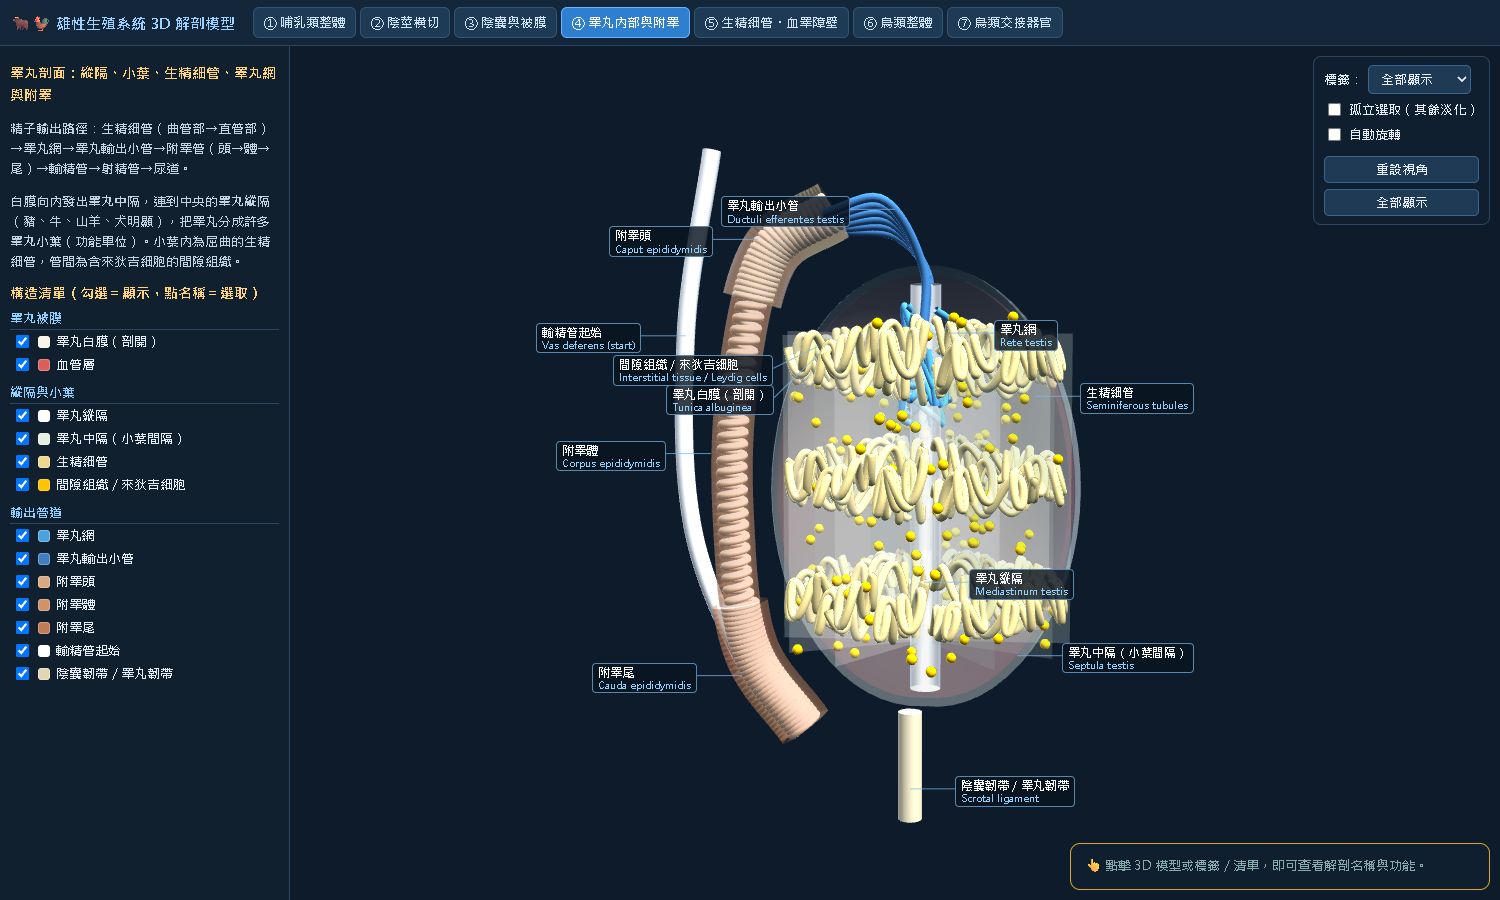 雄性生殖系統 3D 解剖模型
① 哺乳類整體
② 陰莖橫切
③ 陰囊與被膜
④ 睪丸內部與附睪
⑤ 生精細管・血睪障壁
⑥ 鳥類整體
⑦ 鳥類交接器官
睪丸剖面：縱隔、小葉、生精細管、睪丸網
與附睪
精子輸出路徑：生精細管（曲管部→直管部）
→睪丸網→睪丸輸出小管→附睪管（頭→體→
尾）→輸精管→射精管→尿道。
白膜向內發出睪丸中隔，連到中央的睪丸縱隔
（豬、牛、山羊、犬明顯），把睪丸分成許多
睪丸小葉（功能單位）。小葉內為屈曲的生精
細管，管間為含來狄吉細胞的間隙組織。
構造清單（勾選＝顯示，點名稱＝選取）
睪丸被膜
睪丸白膜（剖開）
血管層
縱隔與小葉
睪丸縱隔
睪丸中隔（小葉間隔）
生精細管
間隙組織 / 來狄吉細胞
輸出管道
睪丸網
睪丸輸出小管
附睪頭
附睪體
附睪尾
輸精管起始
陰囊韌帶 / 睪丸韌帶
睪丸輸出小管
Ductuli efferentes testis
附睪頭
Caput epididymidis
輸精管起始
Vas deferens (start)
睪丸網
Rete testis
間隙組織 / 來狄吉細胞
Interstitial tissue / Leydig cells
睪丸白膜（剖開）
Tunica albuginea
生精細管
Seminiferous tubules
附睪體
Corpus epididymidis
睪丸縱隔
Mediastinum testis
睪丸中隔（小葉間隔）
Septula testis
附睪尾
Cauda epididymidis
陰囊韌帶 / 睪丸韌帶
Scrotal ligament
標籤：
全部顯示
孤立選取（其餘淡化）
自動旋轉
重設視角
全部顯示
點擊 3D 模型或標籤 / 清單，即可查看解剖名稱與功能。